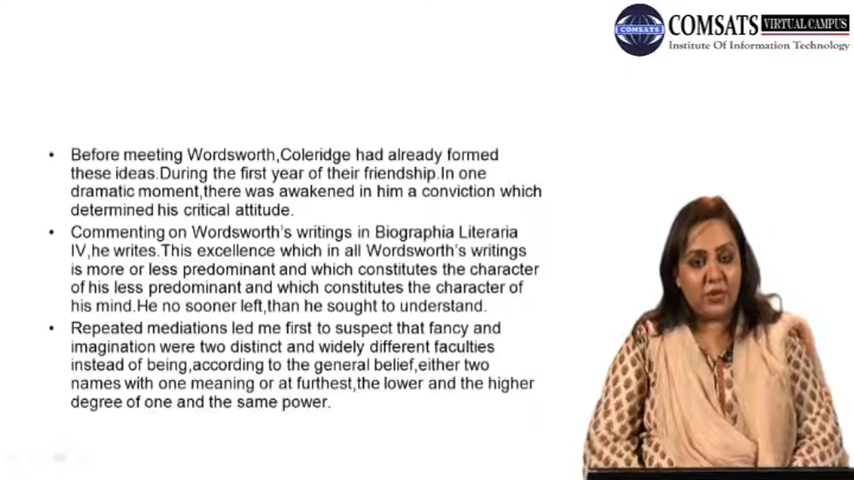 COMSATS
COMSATS VIRTUAL CAMPUS
Institute Of Information Technology
• Before meeting Wordsworth,Coleridge had already formed
these ideas.During the first year of their friendship.In one
dramatic moment,there was awakened in him a conviction which
determined his critical attitude.
• Commenting on Wordsworth's writings in Biographia Literaria
IV,he writes.This excellence which in all Wordsworth's writings
is more or less predominant and which constitutes the character
of his less predominant and which constitutes the character of
his mind.He no sooner left,than he sought to understand.
• Repeated mediations led me first to suspect that fancy and
imagination were two distinct and widely different faculties
instead of being,according to the general belief,either two
names with one meaning or at furthest,the lower and the higher
degree of one and the same power.